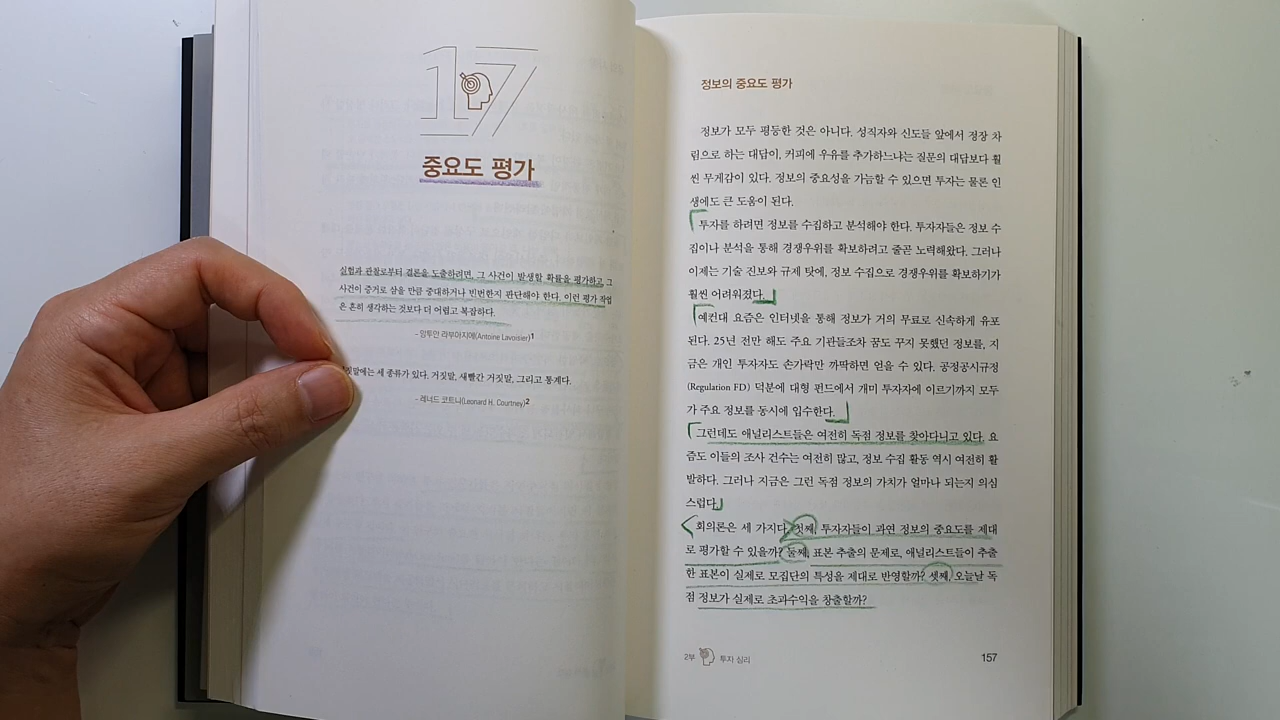 17
중요도 평가
실험과 관찰로부터 결론을 도출하려면, 그 사건이 발생할 확률을 평가하고, 그
사건이 증거로 삼을 만큼 중대하거나 빈번한지 판단해야 한다. 이런 평가 작업
은 흔히 생각하는 것보다 더 어렵고 복잡하다.
- 앙투안 라부아지에(Antoine Lavoisier)1
에는 세 종류가 있다. 거짓말, 새빨간 거짓말, 그리고 통계다.
- 레너드 코트니(Leonard H. Courtney)2
정보의 중요도 평가
정보가 모두 평등한 것은 아니다. 성직자와 신도들 앞에서 정장 차
림으로 하는 대답이, 커피에 우유를 추가하느냐는 질문의 대답보다 훨
씬 무게감이 있다. 정보의 중요성을 가늠할 수 있으면 투자는 물론 인
생에도 큰 도움이 된다.
투자를 하려면 정보를 수집하고 분석해야 한다. 투자자들은 정보 수
집이나 분석을 통해 경쟁우위를 확보하려고 줄곧 노력해왔다. 그러나
이제는 기술 진보와 규제 탓에, 정보 수집으로 경쟁우위를 확보하기가
훨씬 어려워졌다.
예컨대 요즘은 인터넷을 통해 정보가 거의 무료로 신속하게 유포
된다. 25년 전만 해도 주요 기관들조차 꿈도 꾸지 못했던 정보를, 지
금은 개인 투자자도 손가락만 까딱하면 얻을 수 있다. 공정공시규정
(Regulation FD) 덕분에 대형 펀드에서 개미 투자자에 이르기까지 모두
가 주요 정보를 동시에 입수한다.
그런데도 애널리스트들은 여전히 독점 정보를 찾아다니고 있다. 요
즘도 이들의 조사 건수는 여전히 많고, 정보 수집 활동 역시 여전히 활
발하다. 그러나 지금은 그런 독점 정보의 가치가 얼마나 되는지 의심
스럽다.
회의론은 세 가지다. 첫째, 투자자들이 과연 정보의 중요도를 제대
로 평가할 수 있을까? 둘째, 표본 추출의 문제로, 애널리스트들이 추출
한 표본이 실제로 모집단의 특성을 제대로 반영할까? 셋째, 오늘날 독
점 정보가 실제로 초과수익을 창출할까?
2부 투자 심리
157